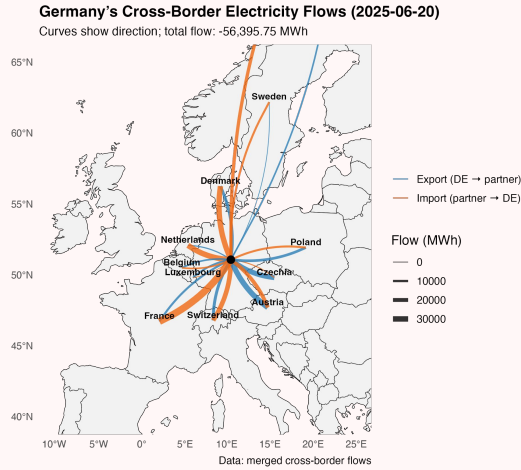 Germany's Cross-Border Electricity Flows (2025-06-20)
Curves show direction; total flow: -56,395.75 MWh
65°N
60°N
55°N
50°N
45°N
40°N
Sweden
Denmark
Netherlands
Poland
Belgium
Luxembourg
Czechia
Austria
France
Switzerland
10°W 5°W 0° 5°E 10°E 15°E 20°E 25°E
Export (DE → partner)
Import (partner → DE)
Flow (MWh)
0
10000
20000
30000
Data: merged cross-border flows